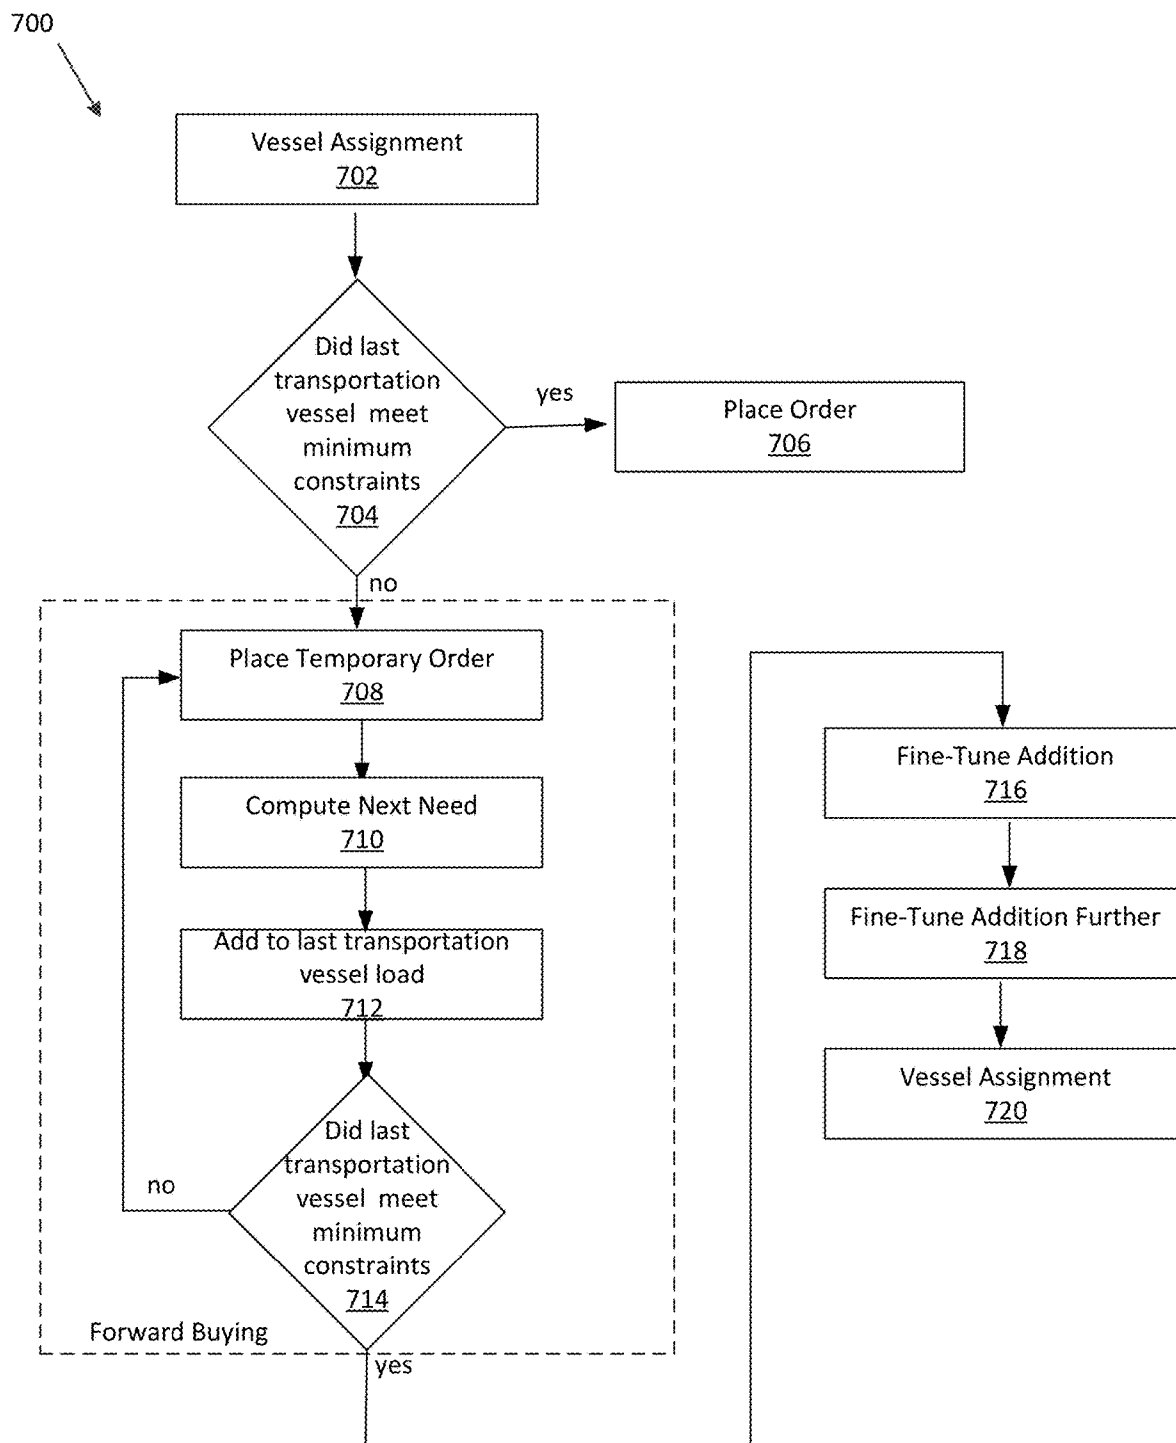 700
Vessel Assignment
702
Did last
transportation
vessel meet
minimum
constraints
704
yes
Place Order
706
no
Place Temporary Order
708
Compute Next Need
710
Add to last transportation
vessel load
712
Did last
transportation
vessel meet
minimum
constraints
714
no
Forward Buying
yes
Fine-Tune Addition
716
Fine-Tune Addition Further
718
Vessel Assignment
720